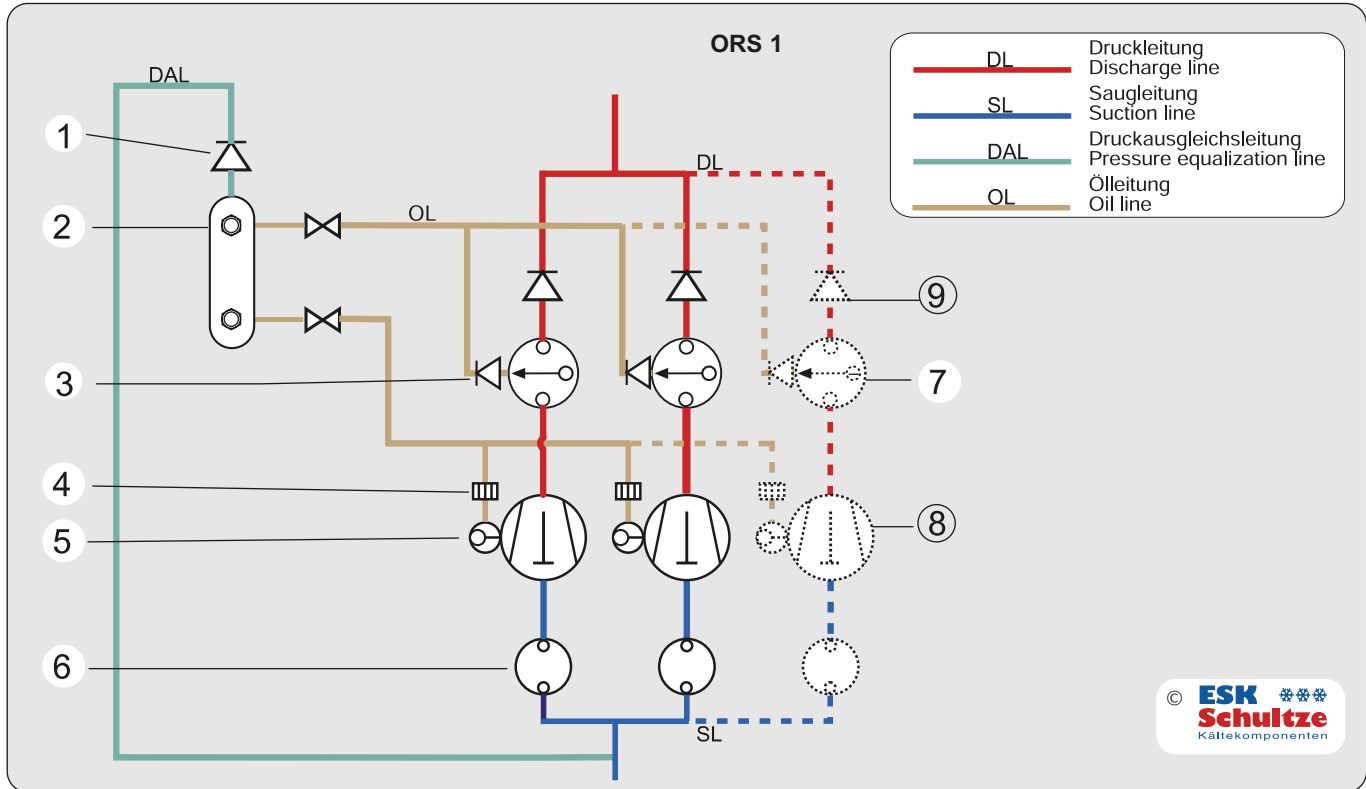 ORS 1
DL
Druckleitung
Discharge line
SL
Saugleitung
Suction line
DAL
Druckausgleichsleitung
Pressure equalization line
OL
Ölleitung
Oil line
DAL
1
DL
2
OL
9
3
7
4
5
8
6
SL
© ESK
Schultze
Kältekomponenten